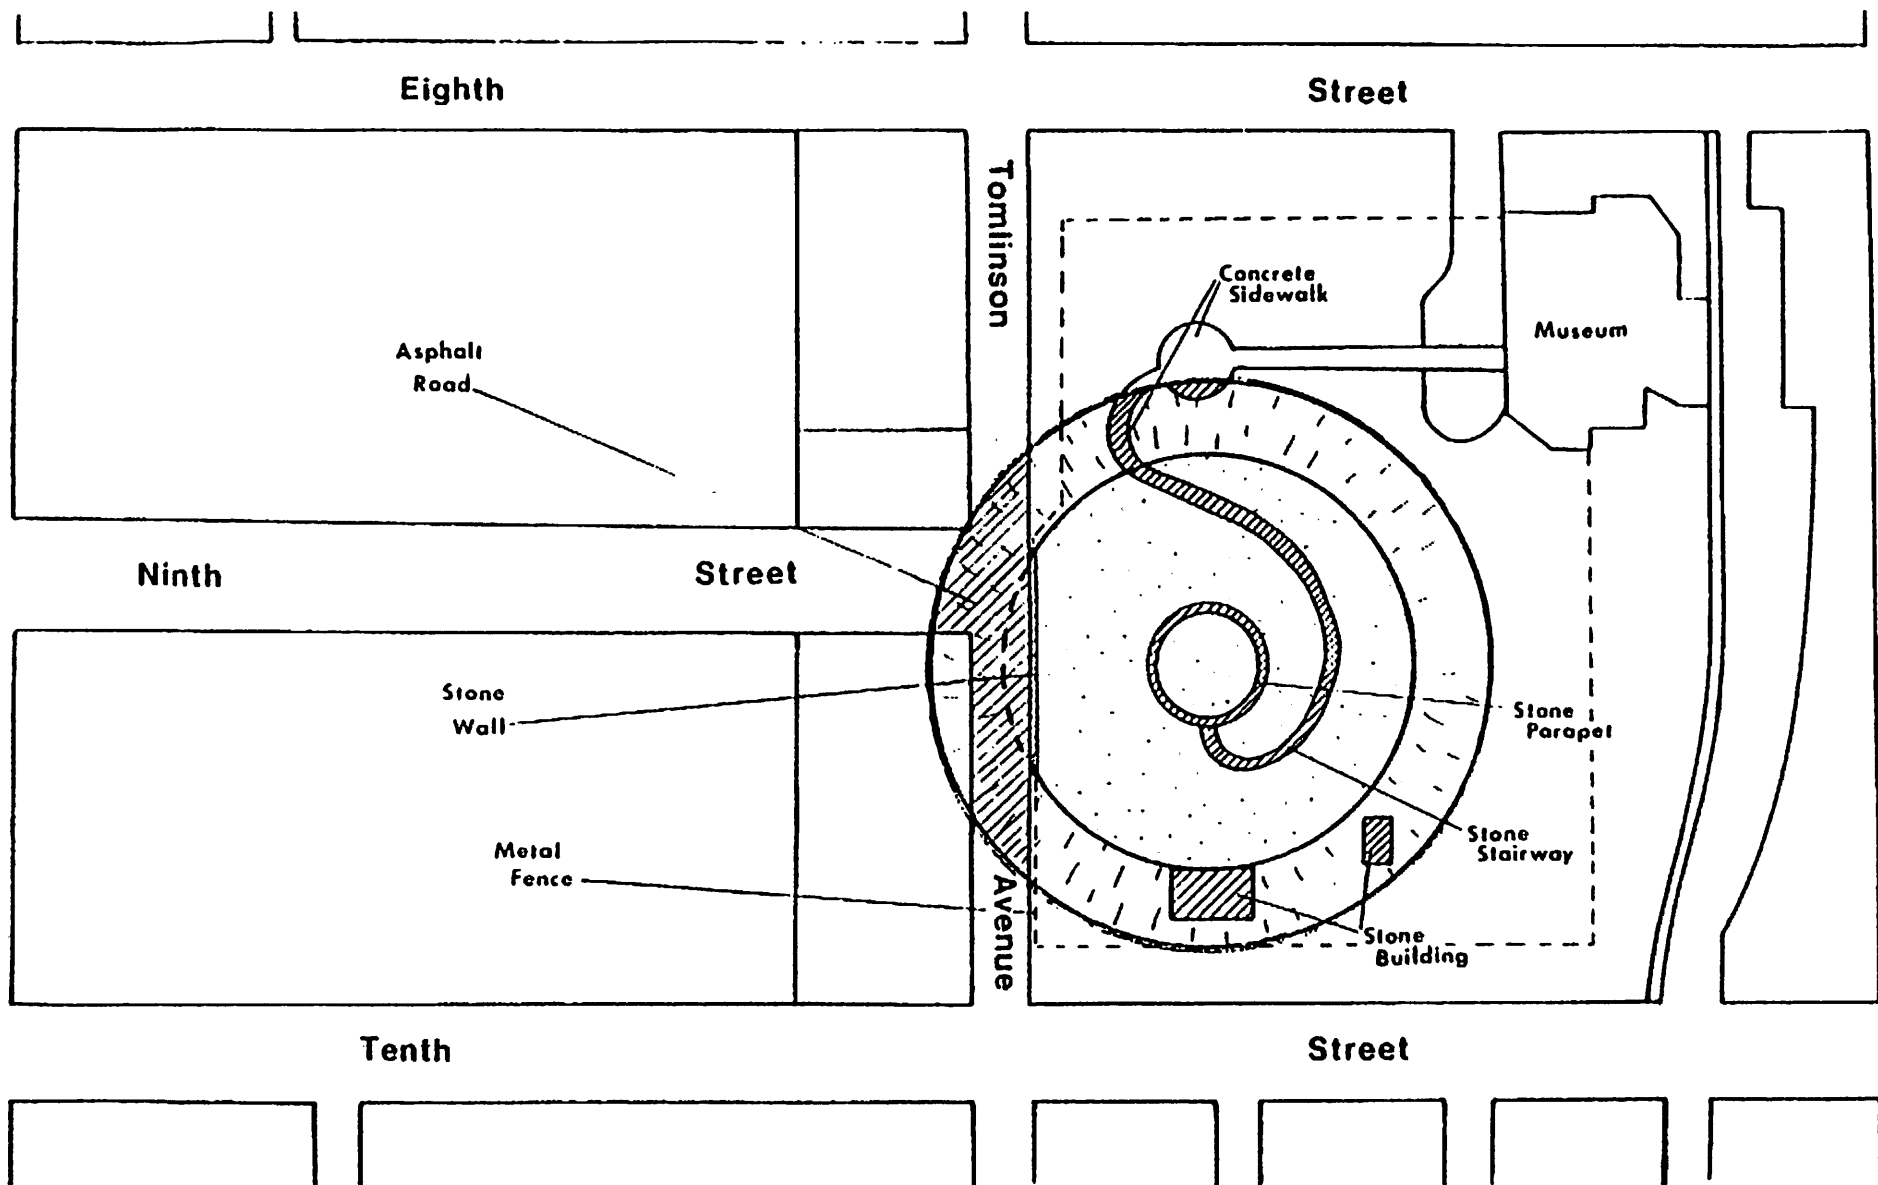 Eighth Street
Tomlinson
Concrete
Sidewalk
Museum
Asphalt
Road
Ninth Street
Stone
Wall
Stone
Parapet
Metal
Fence
Stone
Stairway
Avenue
Stone
Building
Tenth Street